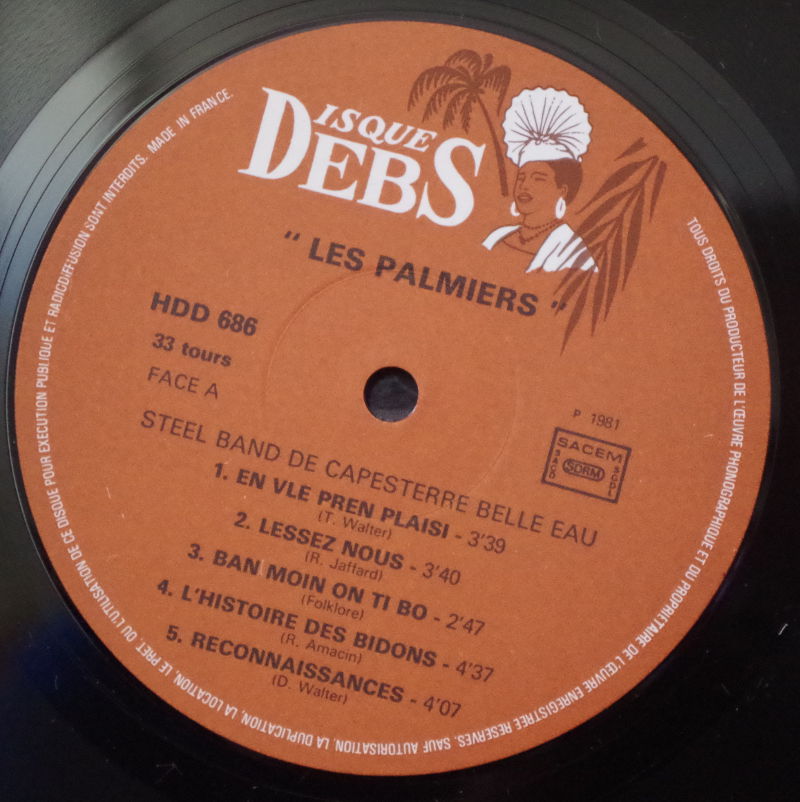 DISQUE
DEBS
" LES PALMIERS "
HDD 686
33 tours
FACE A
P 1981
SACEM
SACD SDRM SGDL
STEEL BAND DE CAPESTERRE BELLE EAU
1. EN VLE PREN PLAISI - 3'39
(T. Walter)
2. LESSEZ NOUS - 3'40
(R. Jaffard)
3. BAN MOIN ON TI BO - 2'47
(Folklore)
4. L'HISTOIRE DES BIDONS - 4'37
(R. Amacin)
5. RECONNAISSANCES - 4'07
(D. Walter)
TOUS DROITS DU PRODUCTEUR DE L'ŒUVRE PHONOGRAPHIQUE ET DU PROPRIETAIRE DE L'ŒUVRE ENREGISTREE RESERVES. SAUF AUTORISATION, LA DUPLICATION, LA LOCATION, LE PRET, OU L'UTILISATION DE CE DISQUE POUR EXECUTION PUBLIQUE ET RADIODIFFUSION SONT INTERDITS. MADE IN FRANCE.